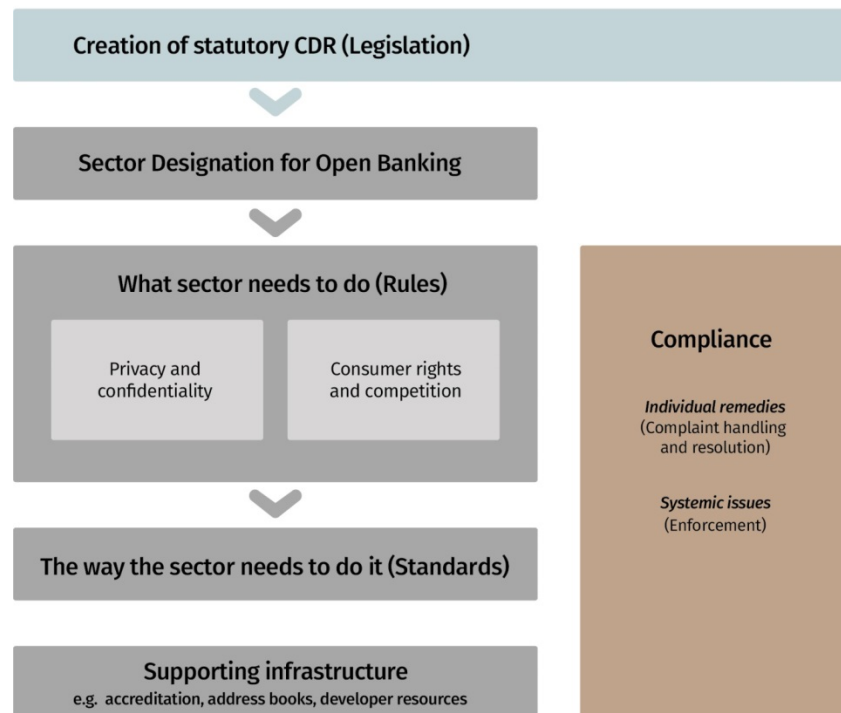 Creation of statutory CDR (Legislation)
Sector Designation for Open Banking
What sector needs to do (Rules)
Privacy and
confidentiality
Consumer rights
and competition
The way the sector needs to do it (Standards)
Supporting infrastructure
e.g. accreditation, address books, developer resources
Compliance
Individual remedies
(Complaint handling
and resolution)
Systemic issues
(Enforcement)